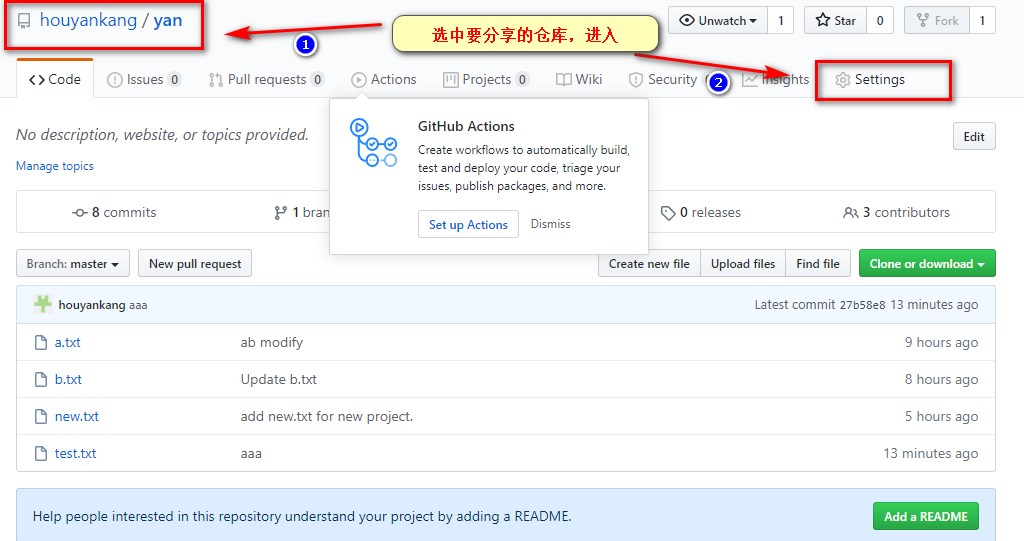 houyankang / yan
Unwatch 1
Star 0
Fork 1
选中要分享的仓库，进入
1
2
Code
Issues 0
Pull requests 0
Actions
Projects 0
Wiki
Security
Insights
Settings
GitHub Actions
Create workflows to automatically build,
test and deploy your code, triage your
issues, publish packages, and more.
Set up Actions
Dismiss
No description, website, or topics provided.
Edit
Manage topics
8 commits
1 bran
0 releases
3 contributors
Branch: master
New pull request
Create new file
Upload files
Find file
Clone or download
houyankang aaa
Latest commit 27b58e8 13 minutes ago
a.txt ab modify 9 hours ago
b.txt Update b.txt 8 hours ago
new.txt add new.txt for new project. 5 hours ago
test.txt aaa 13 minutes ago
Help people interested in this repository understand your project by adding a README.
Add a README